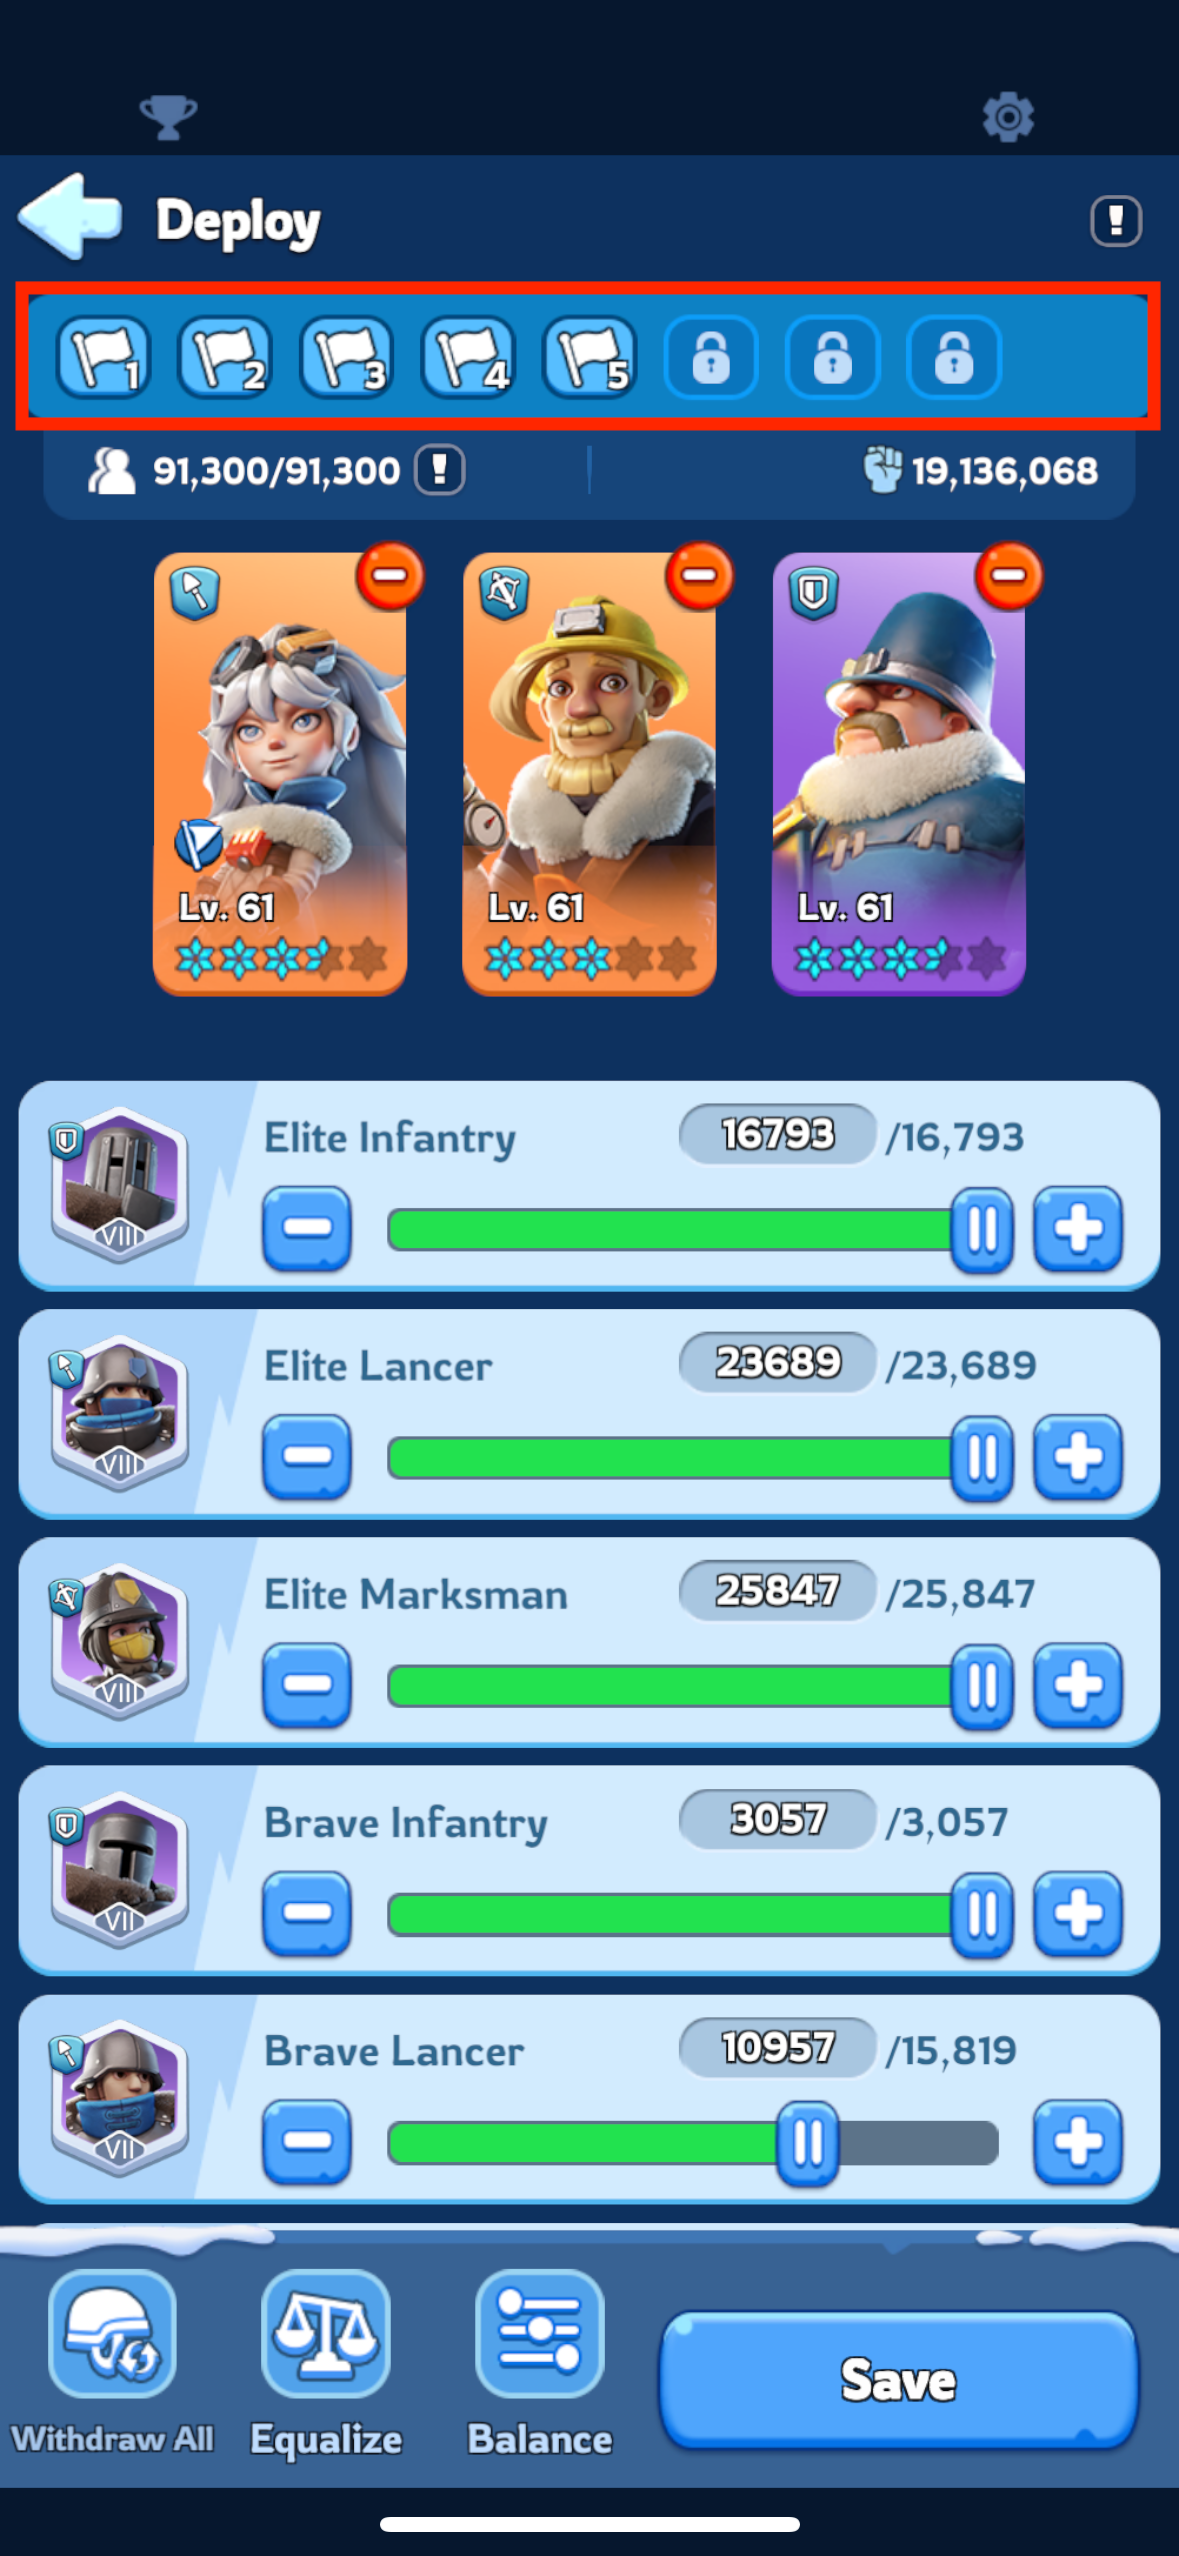 Deploy
1 2 3 4 5
91,300/91,300 ! 19,136,068
Lv. 61 Lv. 61 Lv. 61
Elite Infantry 16793 /16,793
VIII
Elite Lancer 23689 /23,689
VIII
Elite Marksman 25847 /25,847
VIII
Brave Infantry 3057 /3,057
VII
Brave Lancer 10957 /15,819
VII
Save
Withdraw All Equalize Balance